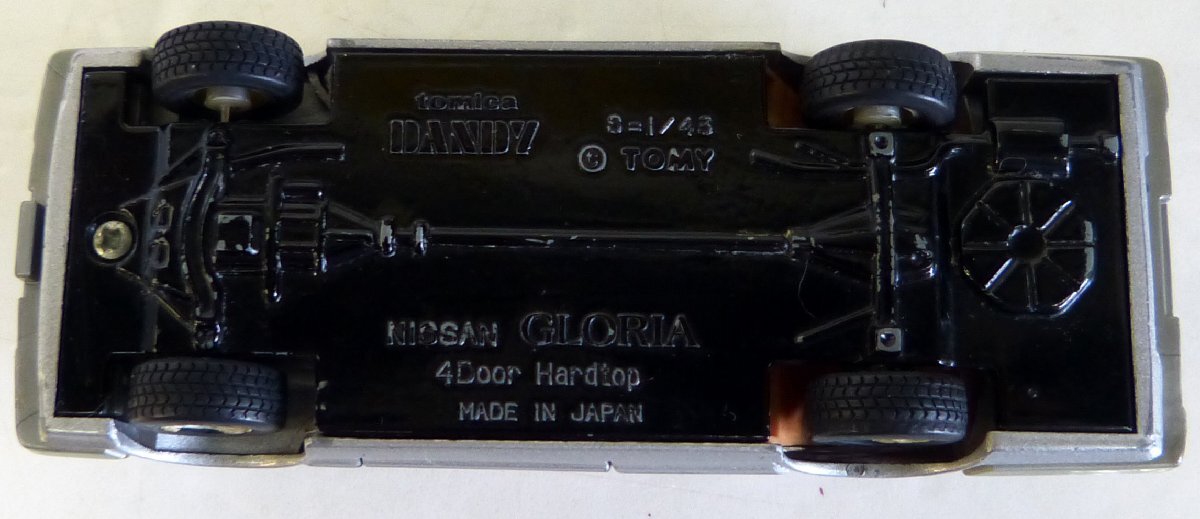 tomica
DANDY
S=1/43
© TOMY
NISSAN GLORIA
4Door Hardtop
MADE IN JAPAN